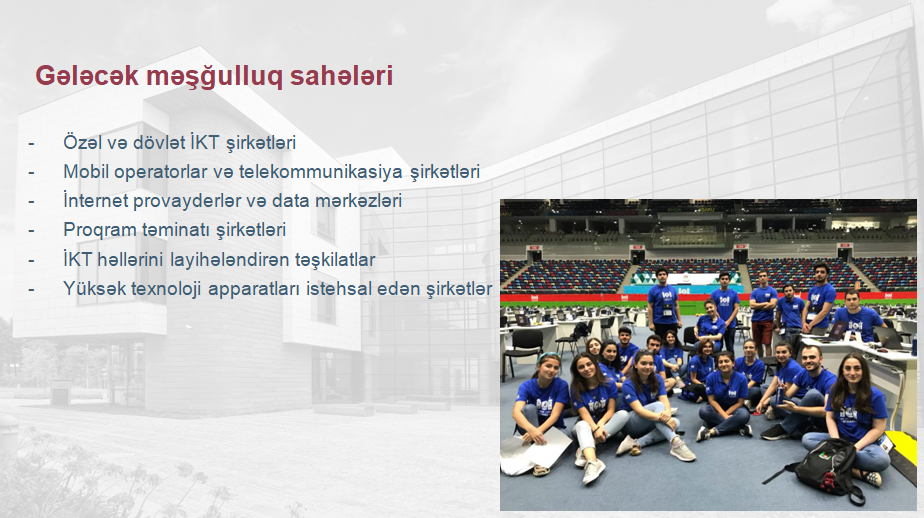 Gələcək məşğulluq sahələri
- Özəl və dövlət İKT şirkətləri
- Mobil operatorlar və telekommunikasiya şirkətləri
- İnternet provayderlər və data mərkəzləri
- Proqram təminatı şirkətləri
- İKT həllərini layihələndirən təşkilatlar
- Yüksək texnoloji apparatları istehsal edən şirkətlər